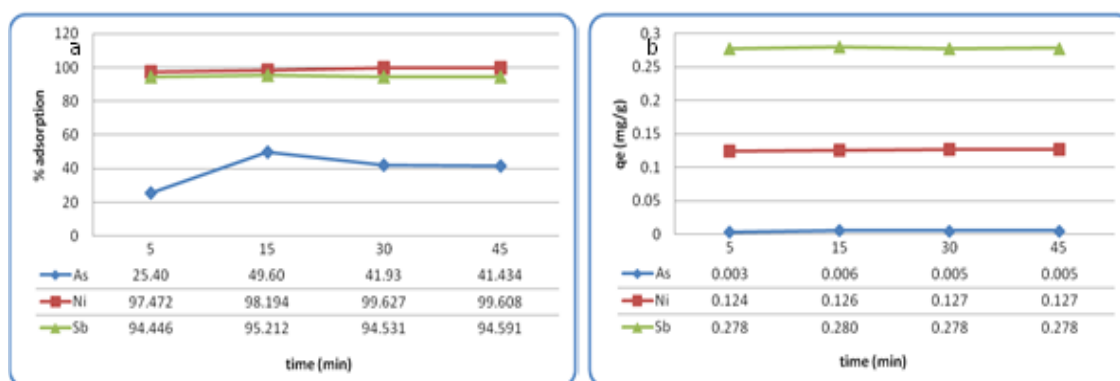 a
120
100
80
60
40
20
0
% adsorption
5 15 30 45
As 25.40 49.60 41.93 41.434
Ni 97.472 98.194 99.627 99.608
Sb 94.446 95.212 94.531 94.591
time (min)
b
0.3
0.25
0.2
0.15
0.1
0.05
0
qe (mg/g)
5 15 30 45
As 0.003 0.006 0.005 0.005
Ni 0.124 0.126 0.127 0.127
Sb 0.278 0.280 0.278 0.278
time (min)